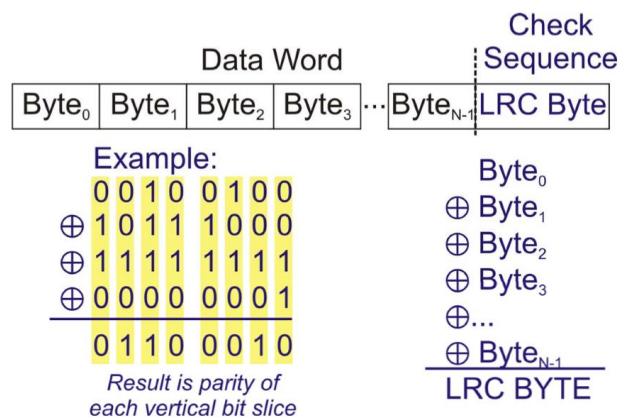 Check
Data Word Sequence
Byte₀ Byte₁ Byte₂ Byte₃ ... Byte_N-1 LRC Byte
Example:
0 0 1 0 0 1 0 0
⊕ 1 0 1 1 1 0 0 0
⊕ 1 1 1 1 1 1 1 1
⊕ 0 0 0 0 0 0 0 1
0 1 1 0 0 0 1 0
Result is parity of
each vertical bit slice
Byte₀
⊕ Byte₁
⊕ Byte₂
⊕ Byte₃
⊕...
⊕ Byte_N-1
LRC BYTE